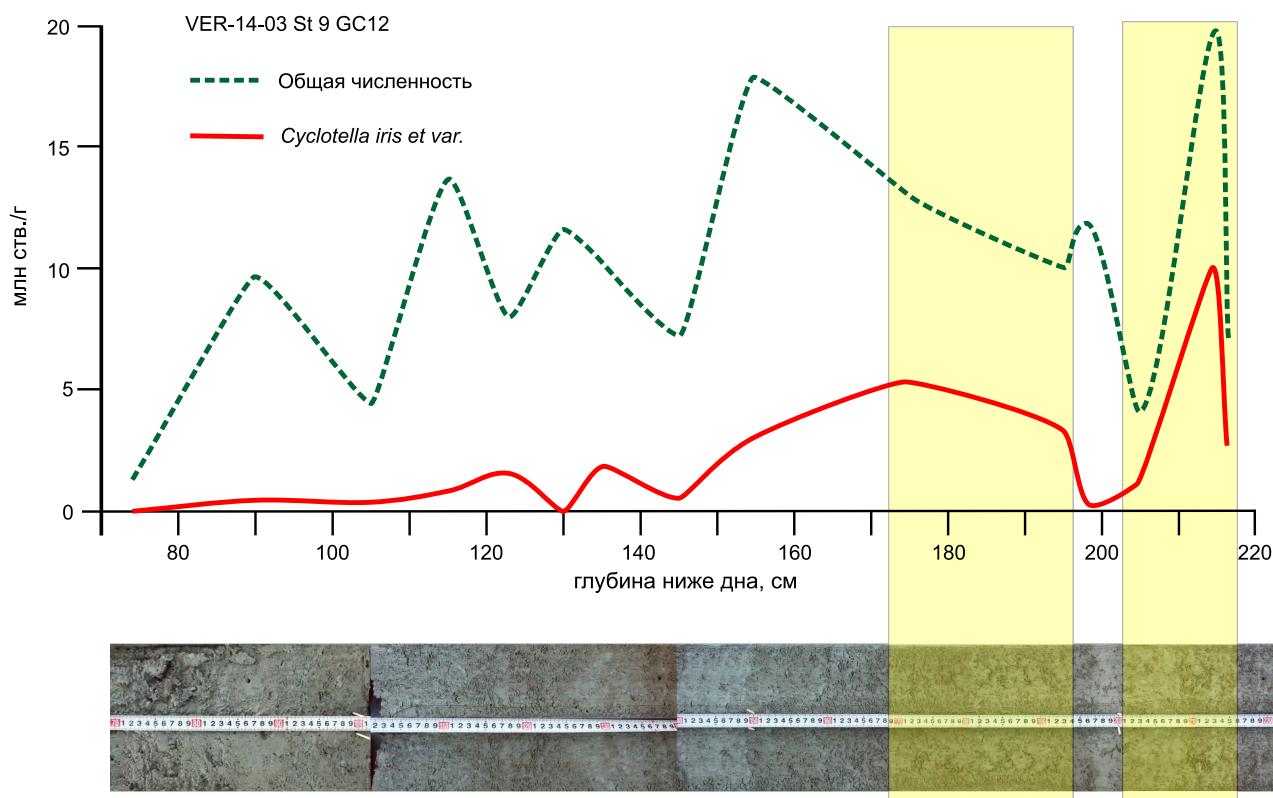 VER-14-03 St 9 GC12
Общая численность
Cyclotella iris et var.
млн ств./г
20
15
10
5
0
80 100 120 140 160 180 200 220
глубина ниже дна, см